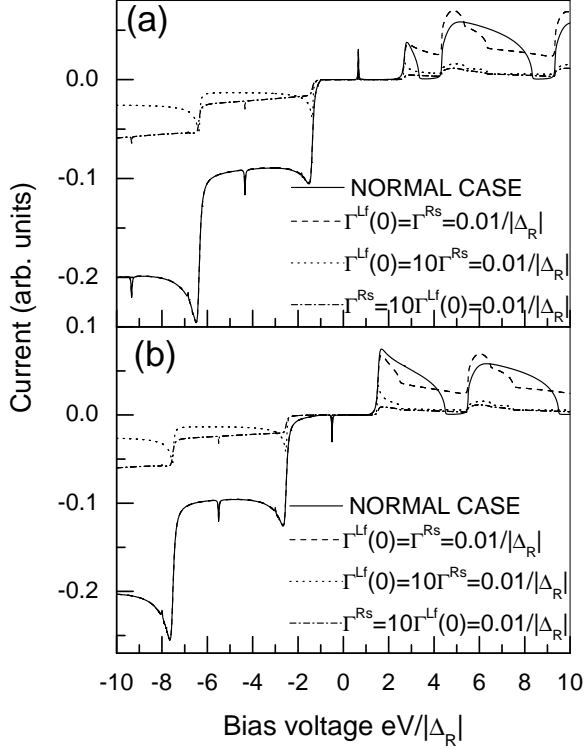 (a)
0.0
-0.1
-0.2
NORMAL CASE
Γ^Lf(0)=Γ^Rs=0.01/|Δ_R|
Γ^Lf(0)=10Γ^Rs=0.01/|Δ_R|
Γ^Rs=10Γ^Lf(0)=0.01/|Δ_R|
Current (arb. units)
0.1
(b)
0.0
-0.1
-0.2
NORMAL CASE
Γ^Lf(0)=Γ^Rs=0.01/|Δ_R|
Γ^Lf(0)=10Γ^Rs=0.01/|Δ_R|
Γ^Rs=10Γ^Lf(0)=0.01/|Δ_R|
-10 -8 -6 -4 -2 0 2 4 6 8 10
Bias voltage eV/|Δ_R|